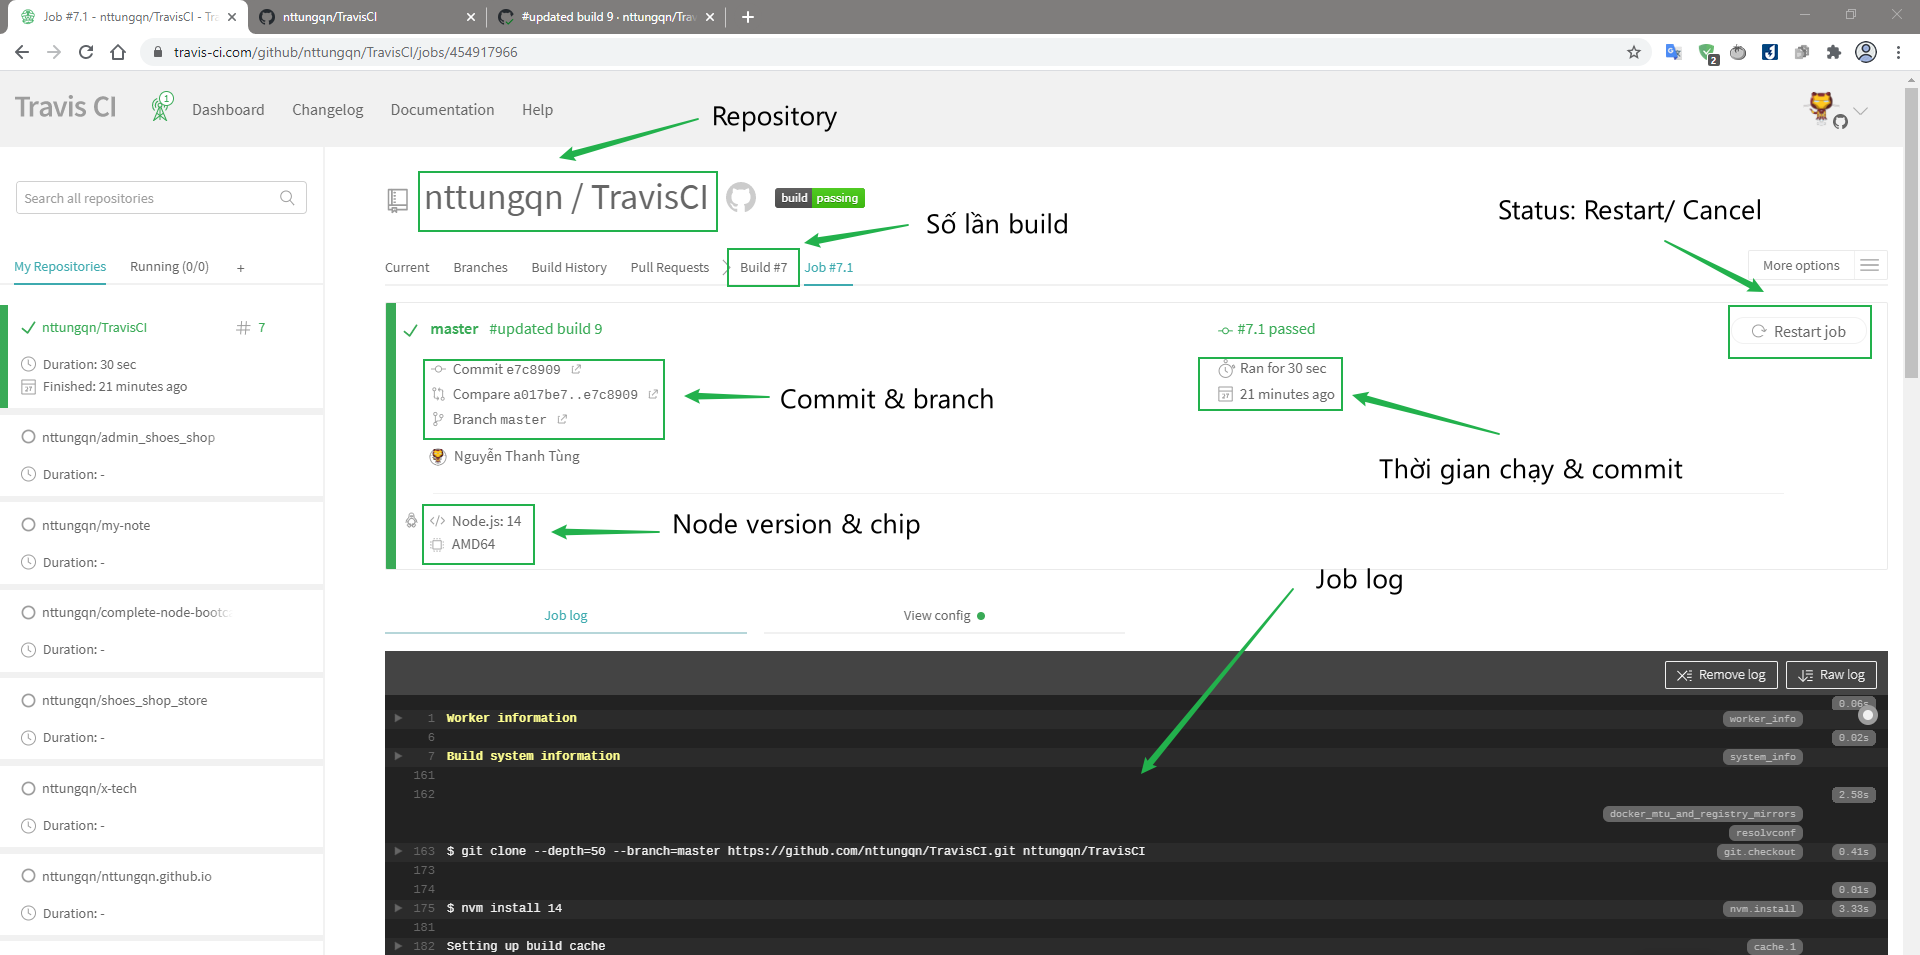 Job #7.1 - nttungqn/TravisCI - Tra
nttungqn/TravisCI
#updated build 9 · nttungqn/Trav
travis-ci.com/github/nttungqn/TravisCI/jobs/454917966
2
Travis CI
1
Dashboard
Changelog
Documentation
Help
Repository
Search all repositories
nttungqn / TravisCI
build passing
Số lần build
Status: Restart/ Cancel
My Repositories
Running (0/0)
+
Current
Branches
Build History
Pull Requests
Build #7
Job #7.1
More options
nttungqn/TravisCI
# 7
Duration: 30 sec
Finished: 21 minutes ago
master #updated build 9
#7.1 passed
Restart job
Commit e7c8909
Compare a017be7..e7c8909
Branch master
Ran for 30 sec
21 minutes ago
Commit & branch
Nguyễn Thanh Tùng
Thời gian chạy & commit
Node.js: 14
AMD64
Node version & chip
nttungqn/admin_shoes_shop
Duration: -
nttungqn/my-note
Duration: -
nttungqn/complete-node-bootc
Duration: -
nttungqn/shoes_shop_store
Duration: -
nttungqn/x-tech
Duration: -
nttungqn/nttungqn.github.io
Duration: -
Job log
Job log
View config
Remove log
Raw log
0.06s
1 Worker information worker_info
6 0.02s
7 Build system information system_info
161
162 2.58s
docker_mtu_and_registry_mirrors
resolvconf
163 $ git clone --depth=50 --branch=master https://github.com/nttungqn/TravisCI.git nttungqn/TravisCI git.checkout 0.41s
173
174 0.01s
175 $ nvm install 14 nvm.install 3.33s
181
182 Setting up build cache cache.1